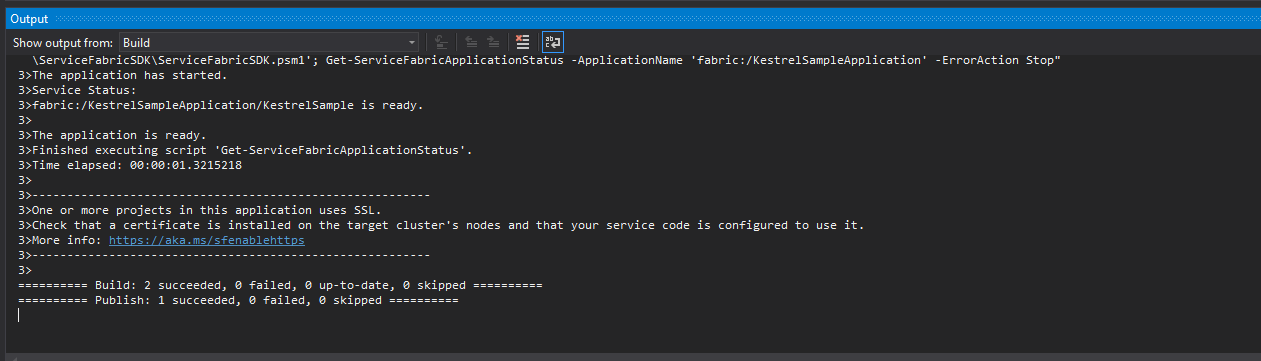 Output
Show output from: Build
\ServiceFabricSDK\ServiceFabricSDK.psm1'; Get-ServiceFabricApplicationStatus -ApplicationName 'fabric:/KestrelSampleApplication' -ErrorAction Stop"
3>The application has started.
3>Service Status:
3>fabric:/KestrelSampleApplication/KestrelSample is ready.
3>
3>The application is ready.
3>Finished executing script 'Get-ServiceFabricApplicationStatus'.
3>Time elapsed: 00:00:01.3215218
3>
3>---------------------------------------------------------
3>One or more projects in this application uses SSL.
3>Check that a certificate is installed on the target cluster's nodes and that your service code is configured to use it.
3>More info: https://aka.ms/sfenablehttps
3>---------------------------------------------------------
3>
========== Build: 2 succeeded, 0 failed, 0 up-to-date, 0 skipped ==========
========== Publish: 1 succeeded, 0 failed, 0 skipped ==========